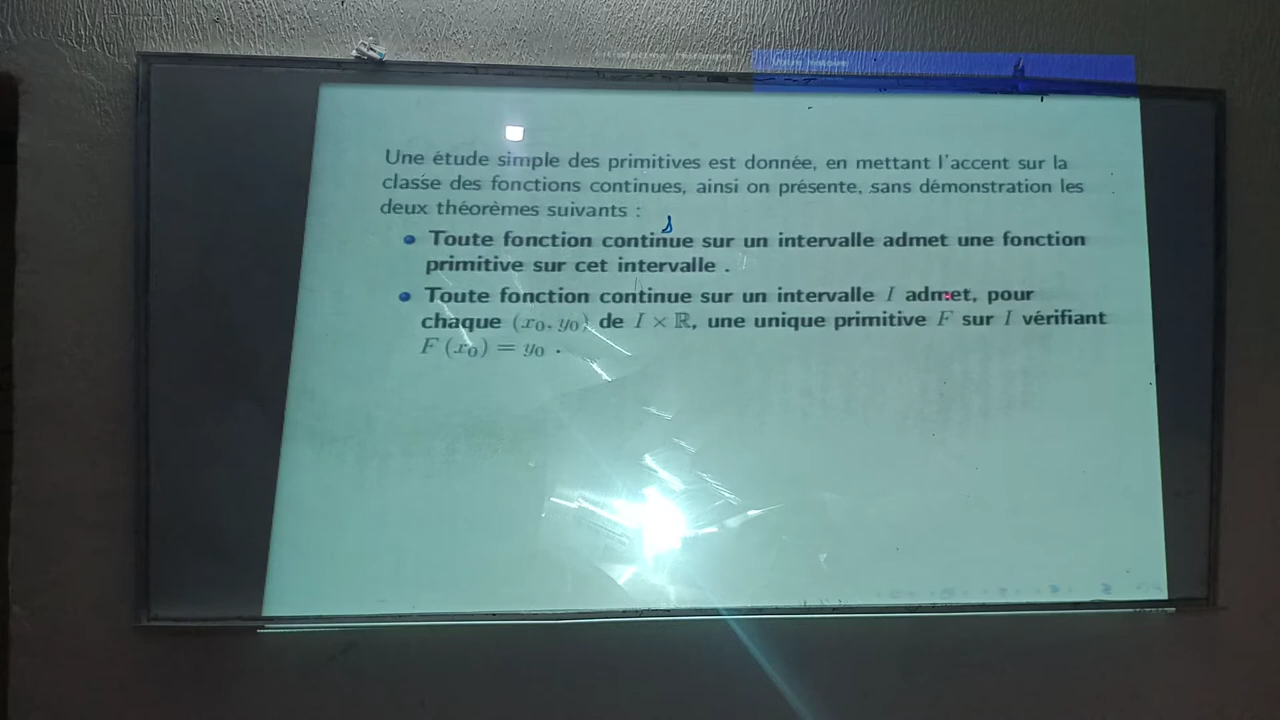 Une étude simple des primitives est donnée, en mettant l'accent sur la
classe des fonctions continues, ainsi on présente, sans démonstration les
deux théorèmes suivants :
• Toute fonction continue sur un intervalle admet une fonction
primitive sur cet intervalle .
• Toute fonction continue sur un intervalle I admet, pour
chaque (x₀, y₀) de I × ℝ, une unique primitive F sur I vérifiant
F (x₀) = y₀ .